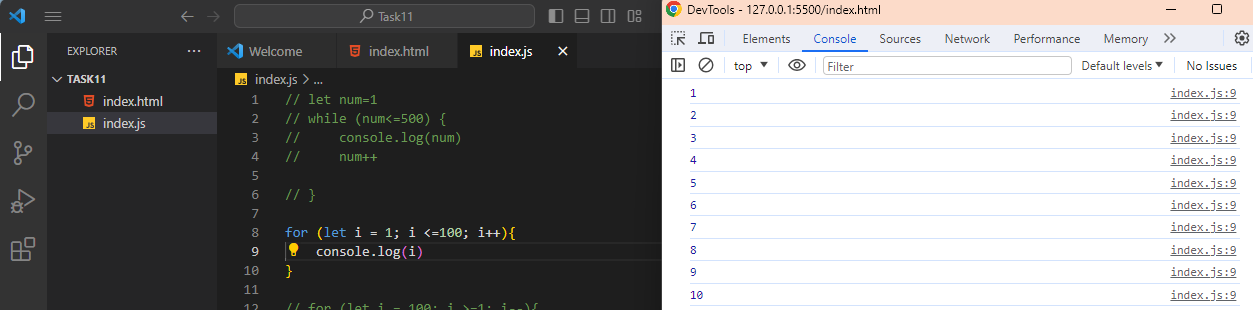 Task11
EXPLORER
TASK11
index.html
index.js
Welcome
index.html
index.js
index.js > ...
1 // let num=1
2 // while (num<=500) {
3 //     console.log(num)
4 //     num++
5
6 // }
7
8 for (let i = 1; i <=100; i++){
9     console.log(i)
10 }
11
12 // for (let i = 100; i >=1; i--){
DevTools - 127.0.0.1:5500/index.html
Elements Console Sources Network Performance Memory
top Filter Default levels No Issues
1 index.js:9
2 index.js:9
3 index.js:9
4 index.js:9
5 index.js:9
6 index.js:9
7 index.js:9
8 index.js:9
9 index.js:9
10 index.js:9